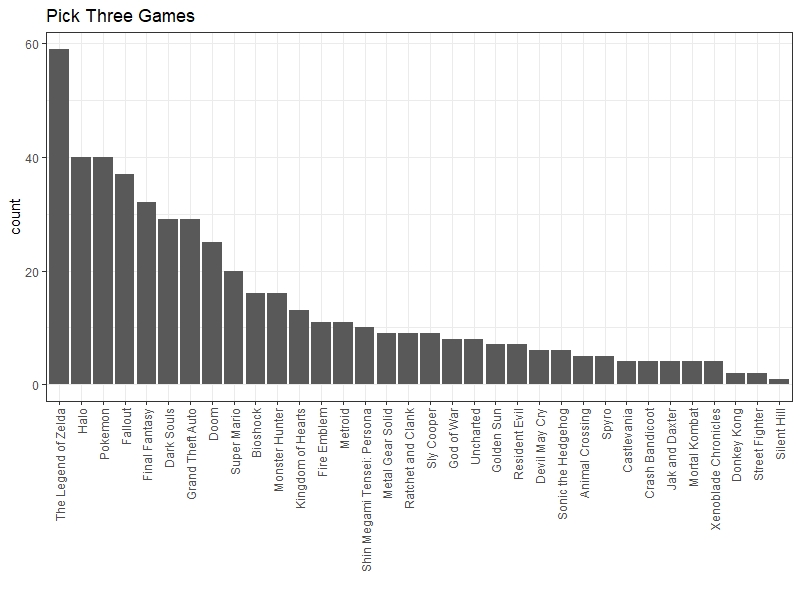 Pick Three Games
count
60
40
20
0
The Legend of Zelda
Halo
Pokemon
Fallout
Final Fantasy
Dark Souls
Grand Theft Auto
Doom
Super Mario
Bioshock
Monster Hunter
Kingdom of Hearts
Fire Emblem
Metroid
Shin Megami Tensei: Persona
Metal Gear Solid
Ratchet and Clank
Sly Cooper
God of War
Uncharted
Golden Sun
Resident Evil
Devil May Cry
Sonic the Hedgehog
Animal Crossing
Spyro
Castlevania
Crash Bandicoot
Jak and Daxter
Mortal Kombat
Xenoblade Chronicles
Donkey Kong
Street Fighter
Silent Hill